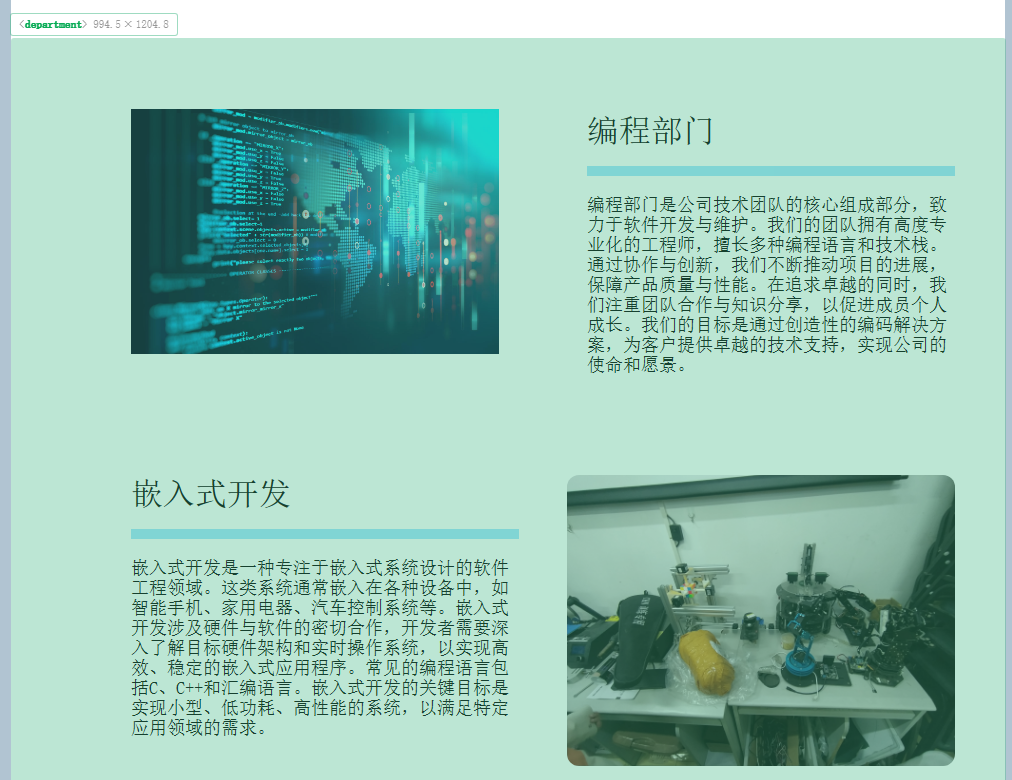 <department> 994.5 × 1204.8
编程部门
编程部门是公司技术团队的核心组成部分，致
力于软件开发与维护。我们的团队拥有高度专
业化的工程师，擅长多种编程语言和技术栈。
通过协作与创新，我们不断推动项目的进展，
保障产品质量与性能。在追求卓越的同时，我
们注重团队合作与知识分享，以促进成员个人
成长。我们的目标是通过创造性的编码解决方
案，为客户提供卓越的技术支持，实现公司的
使命和愿景。
嵌入式开发
嵌入式开发是一种专注于嵌入式系统设计的软件
工程领域。这类系统通常嵌入在各种设备中，如
智能手机、家用电器、汽车控制系统等。嵌入式
开发涉及硬件与软件的密切合作，开发者需要深
入了解目标硬件架构和实时操作系统，以实现高
效、稳定的嵌入式应用程序。常见的编程语言包
括C、C++和汇编语言。嵌入式开发的关键目标是
实现小型、低功耗、高性能的系统，以满足特定
应用领域的需求。